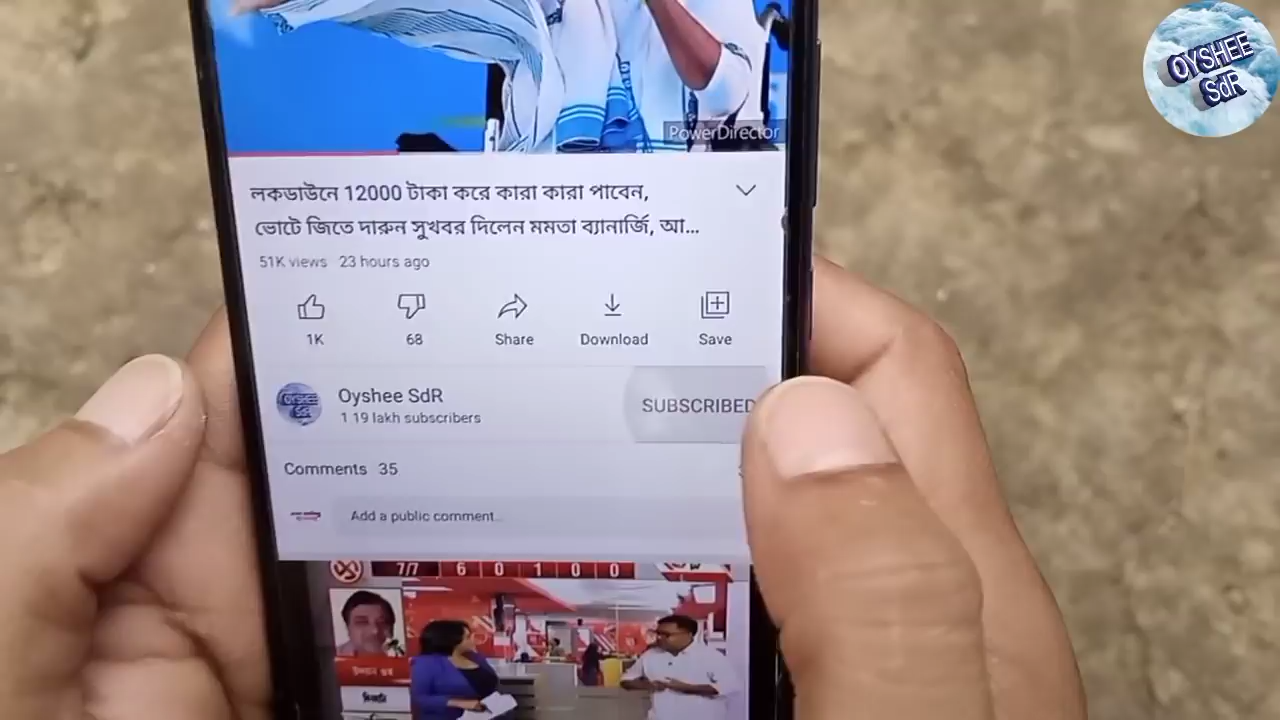 OYSHEE
SdR
PowerDirector
লকডাউনে 12000 টাকা করে কারা কারা পাবেন,
ভোটে জিতে দারুন সুখবর দিলেন মমতা ব্যানার্জি, আ...
51K views 23 hours ago
1K
68
Share
Download
Save
Oyshee SdR
1 19 lakh subscribers
SUBSCRIBED
Comments 35
Add a public comment..
7/7 6 0 1 0 0